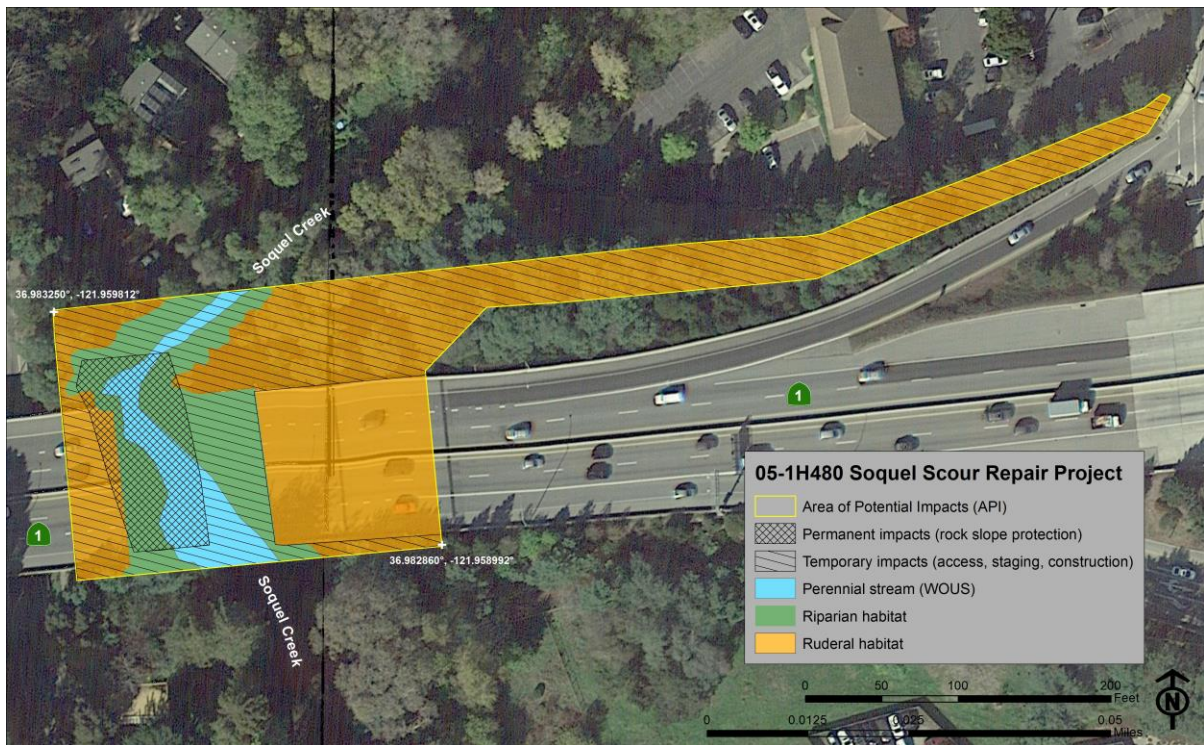 Soquel Creek
36.983250°, -121.959812°
1
36.982860°, -121.958992°
1
Soquel Creek
05-1H480 Soquel Scour Repair Project
Area of Potential Impacts (API)
Permanent impacts (rock slope protection)
Temporary impacts (access, staging, construction)
Perennial stream (WOUS)
Riparian habitat
Ruderal habitat
0 50 100 200
Feet
0 0.0125 0.025 0.05
Miles
N